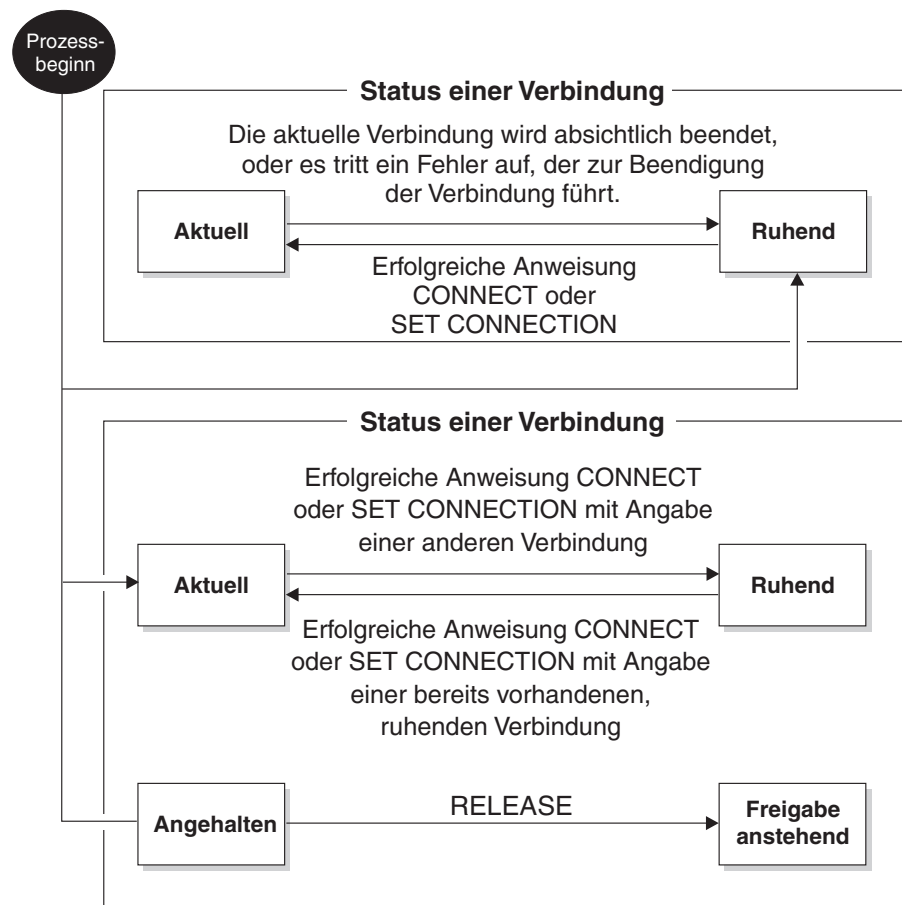 Prozess-
beginn
Status einer Verbindung
Die aktuelle Verbindung wird absichtlich beendet,
oder es tritt ein Fehler auf, der zur Beendigung
der Verbindung führt.
Aktuell
Ruhend
Erfolgreiche Anweisung
CONNECT oder
SET CONNECTION
Status einer Verbindung
Erfolgreiche Anweisung CONNECT
oder SET CONNECTION mit Angabe
einer anderen Verbindung
Aktuell
Ruhend
Erfolgreiche Anweisung CONNECT
oder SET CONNECTION mit Angabe
einer bereits vorhandenen,
ruhenden Verbindung
Angehalten
RELEASE
Freigabe
anstehend